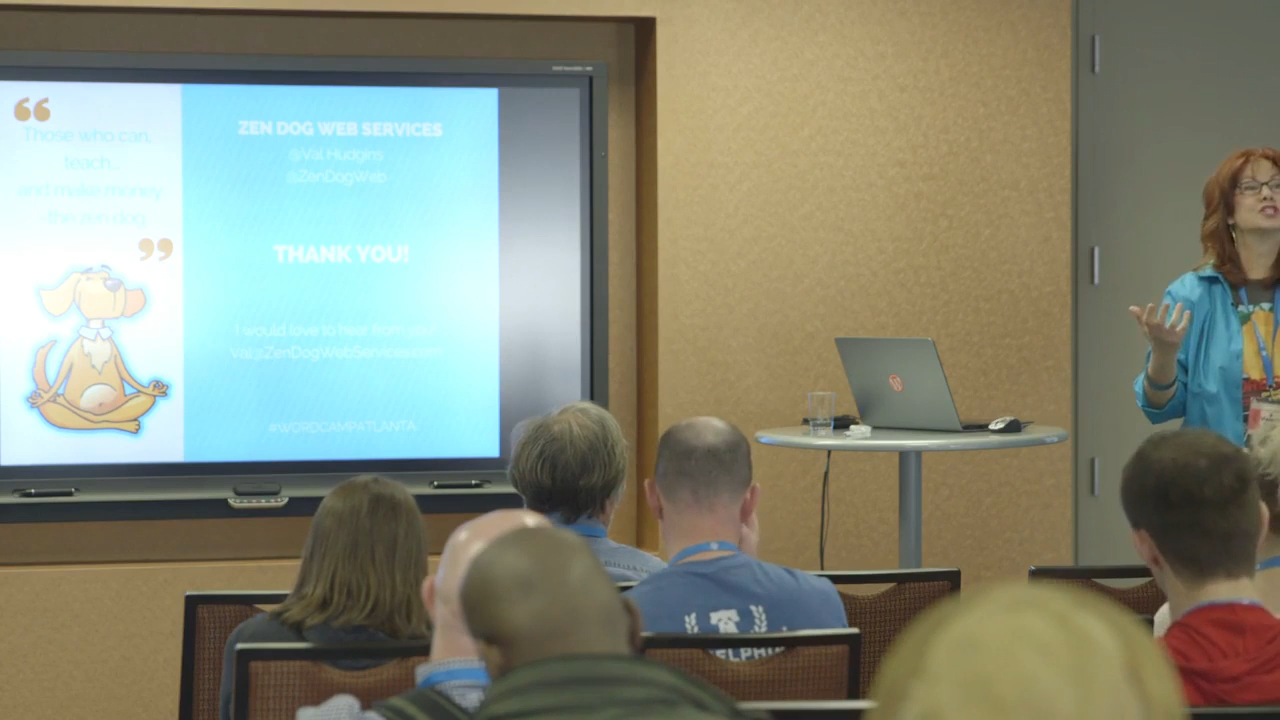 “
Those who can,
teach...
and make money
-the zen dog
”
ZEN DOG WEB SERVICES
@Val Hudgins
@ZenDogWeb
THANK YOU!
I would love to hear from you
Val@ZenDogWebServices.com
#WORDCAMPATLANTA